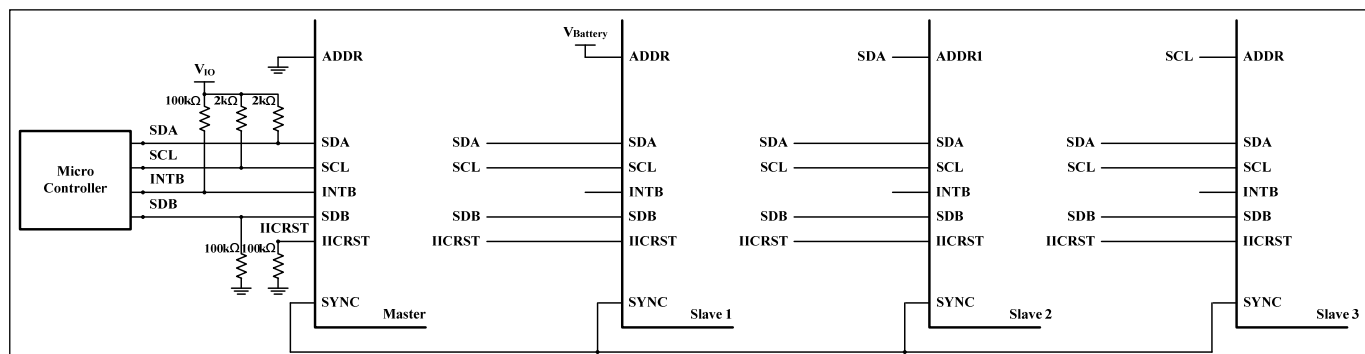 V_Battery
ADDR
ADDR
SDA
ADDR1
SCL
ADDR
V_IO
100kΩ
2kΩ
2kΩ
Micro
Controller
SDA
SCL
INTB
SDB
IICRST
100kΩ
100kΩ
SDA
SCL
INTB
SDB
IICRST
SYNC
Master
SDA
SCL
SDB
IICRST
SDA
SCL
INTB
SDB
IICRST
SYNC
Slave 1
SDA
SCL
SDB
IICRST
SDA
SCL
INTB
SDB
IICRST
SYNC
Slave 2
SDA
SCL
SDB
IICRST
SDA
SCL
INTB
SDB
IICRST
SYNC
Slave 3